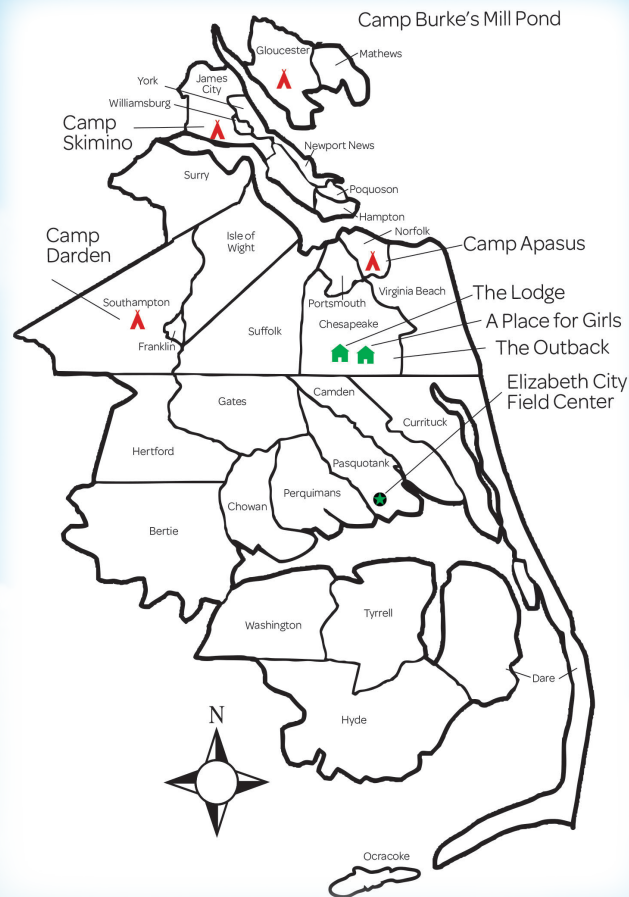 Camp Burke's Mill Pond
Gloucester
Mathews
York
James
City
Williamsburg
Camp
Skimino
Newport News
Surry
Poquoson
Hampton
Norfolk
Isle of
Wight
Camp
Darden
Camp Apasus
Southampton
Portsmouth
Virginia Beach
The Lodge
Franklin
Suffolk
Chesapeake
A Place for Girls
The Outback
Elizabeth City
Field Center
Gates
Camden
Currituck
Hertford
Pasquotank
Chowan
Perquimans
Bertie
Washington
Tyrrell
Dare
Hyde
N
Ocracoke